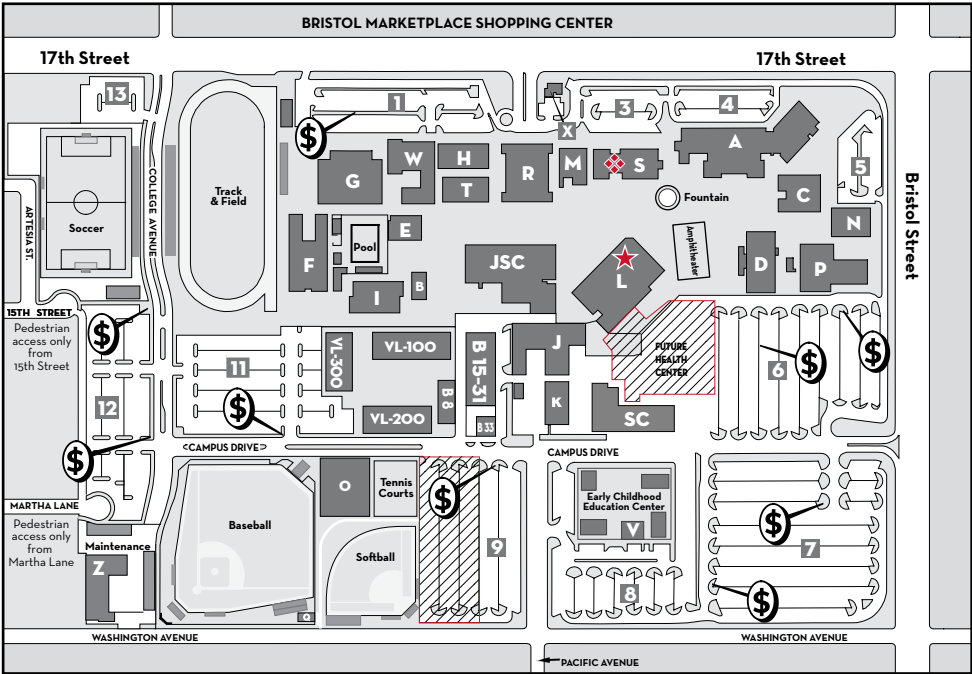 BRISTOL MARKETPLACE SHOPPING CENTER
17th Street
17th Street
13
1
3
4
X
5
$
W
H
G
T
R
M
S
A
C
N
COLLEGE AVENUE
ARTESIA ST.
Soccer
Track
& Field
Fountain
Bristol Street
E
Pool
F
I
B
JSC
L
Amphitheater
D
P
15TH STREET
Pedestrian
access only
from
15th Street
$
11
VL-300
VL-100
B 15-31
J
FUTURE
HEALTH
CENTER
6
$
$
12
$
VL-200
B 8
B 33
K
SC
$
CAMPUS DRIVE
CAMPUS DRIVE
MARTHA LANE
Pedestrian
access only
from
Martha Lane
Maintenance
Z
Baseball
O
Tennis
Courts
Softball
Q
$
9
Early Childhood
Education Center
V
8
$
7
$
WASHINGTON AVENUE
WASHINGTON AVENUE
PACIFIC AVENUE